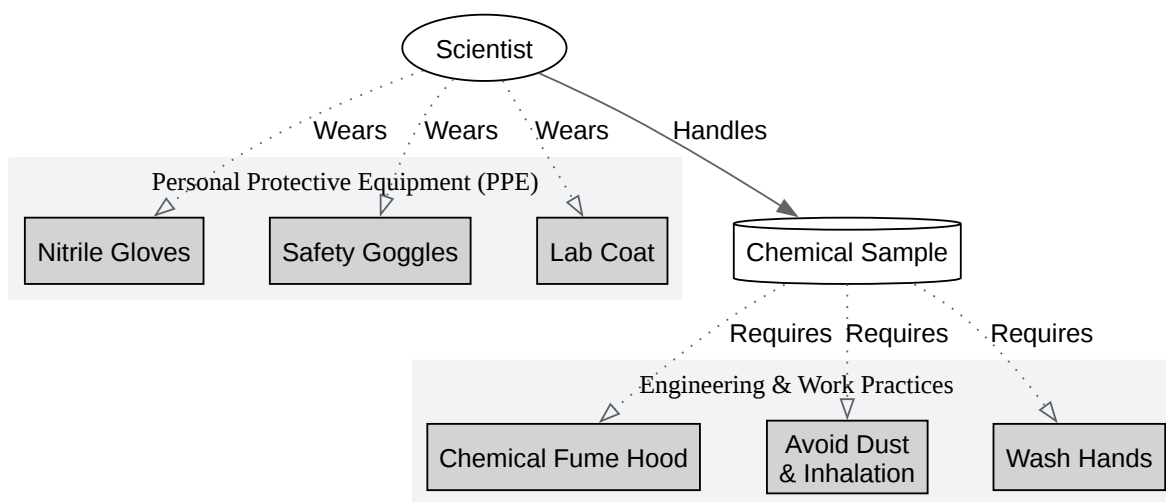 Scientist
Wears
Wears
Wears
Handles
Personal Protective Equipment (PPE)
Nitrile Gloves
Safety Goggles
Lab Coat
Chemical Sample
Requires
Requires
Requires
Engineering & Work Practices
Chemical Fume Hood
Avoid Dust
& Inhalation
Wash Hands